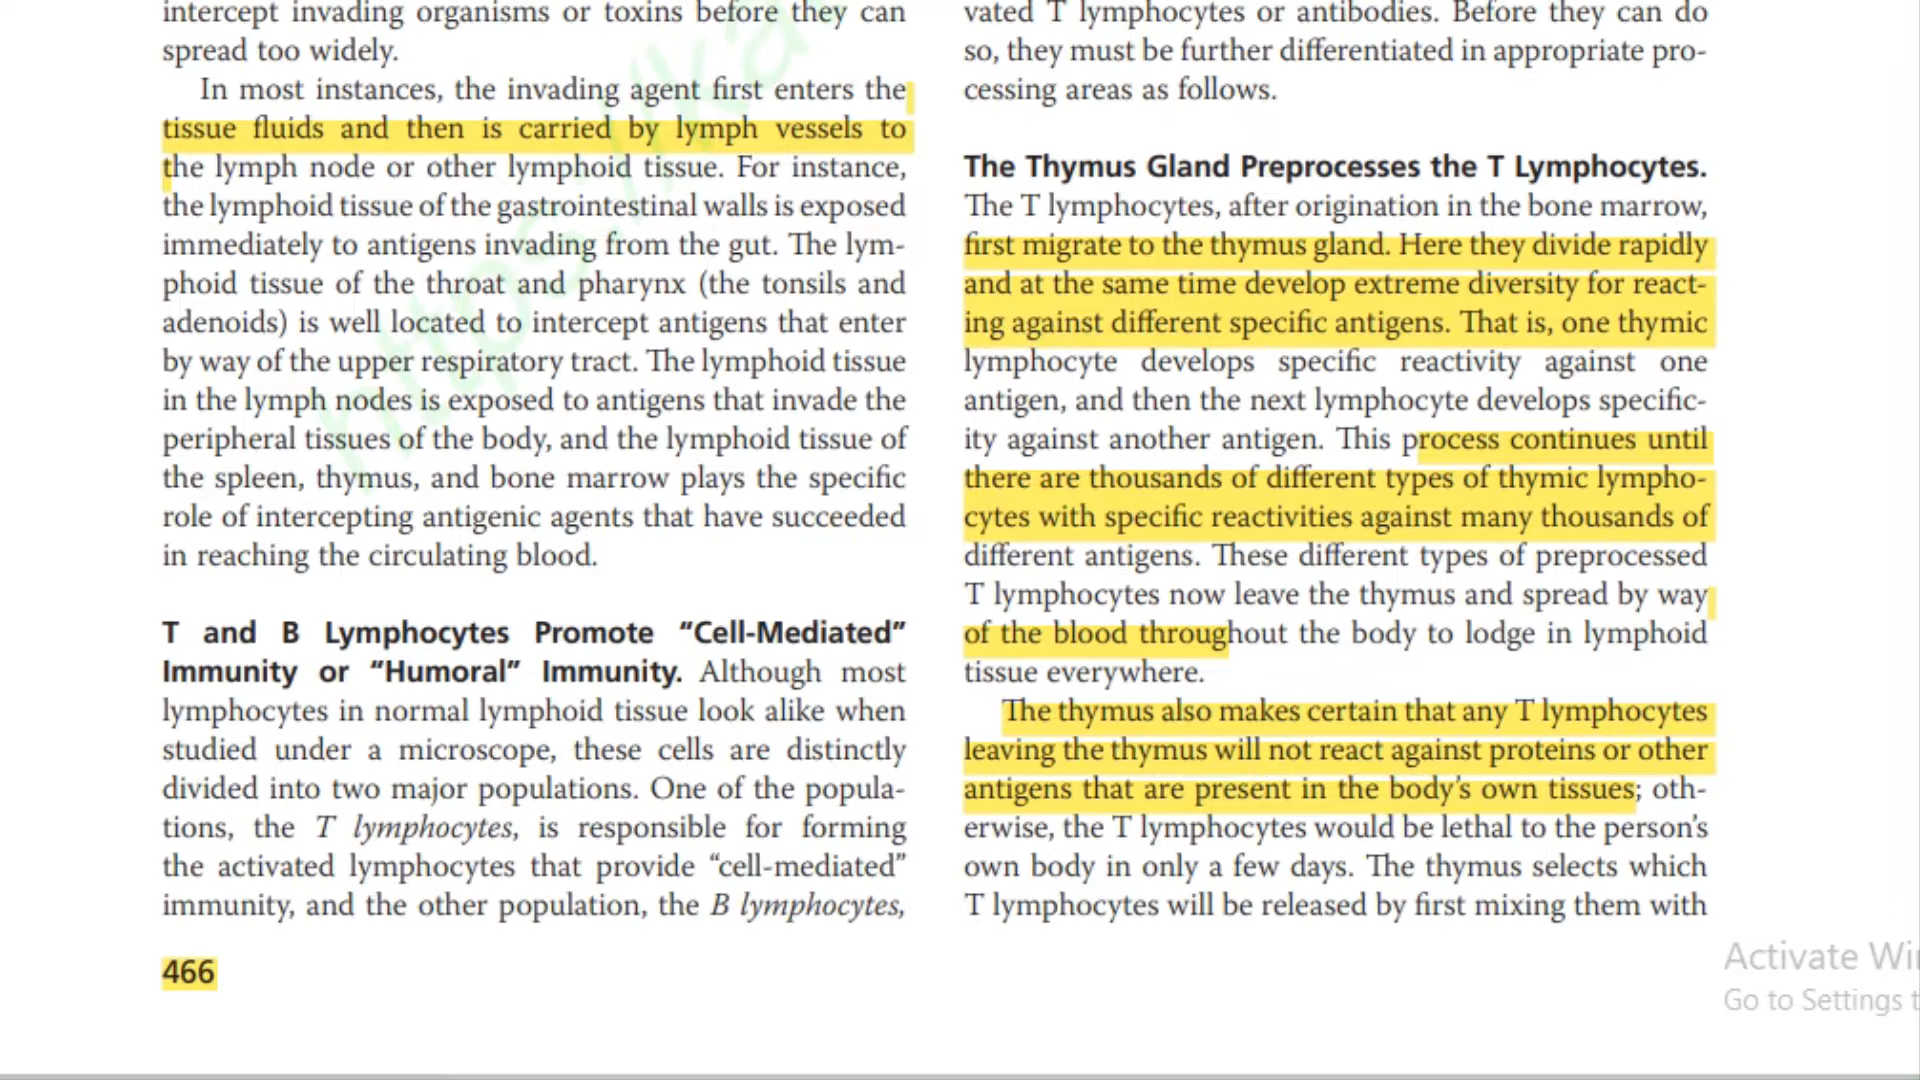 intercept invading organisms or toxins before they can
spread too widely.
In most instances, the invading agent first enters the
tissue fluids and then is carried by lymph vessels to
the lymph node or other lymphoid tissue. For instance,
the lymphoid tissue of the gastrointestinal walls is exposed
immediately to antigens invading from the gut. The lym-
phoid tissue of the throat and pharynx (the tonsils and
adenoids) is well located to intercept antigens that enter
by way of the upper respiratory tract. The lymphoid tissue
in the lymph nodes is exposed to antigens that invade the
peripheral tissues of the body, and the lymphoid tissue of
the spleen, thymus, and bone marrow plays the specific
role of intercepting antigenic agents that have succeeded
in reaching the circulating blood.
T and B Lymphocytes Promote “Cell-Mediated”
Immunity or “Humoral” Immunity. Although most
lymphocytes in normal lymphoid tissue look alike when
studied under a microscope, these cells are distinctly
divided into two major populations. One of the popula-
tions, the T lymphocytes, is responsible for forming
the activated lymphocytes that provide “cell-mediated”
immunity, and the other population, the B lymphocytes,
466
vated T lymphocytes or antibodies. Before they can do
so, they must be further differentiated in appropriate pro-
cessing areas as follows.
The Thymus Gland Preprocesses the T Lymphocytes.
The T lymphocytes, after origination in the bone marrow,
first migrate to the thymus gland. Here they divide rapidly
and at the same time develop extreme diversity for react-
ing against different specific antigens. That is, one thymic
lymphocyte develops specific reactivity against one
antigen, and then the next lymphocyte develops specific-
ity against another antigen. This process continues until
there are thousands of different types of thymic lympho-
cytes with specific reactivities against many thousands of
different antigens. These different types of preprocessed
T lymphocytes now leave the thymus and spread by way
of the blood throughout the body to lodge in lymphoid
tissue everywhere.
The thymus also makes certain that any T lymphocytes
leaving the thymus will not react against proteins or other
antigens that are present in the body’s own tissues; oth-
erwise, the T lymphocytes would be lethal to the person’s
own body in only a few days. The thymus selects which
T lymphocytes will be released by first mixing them with
Activate Wi
Go to Settings t
https://ka